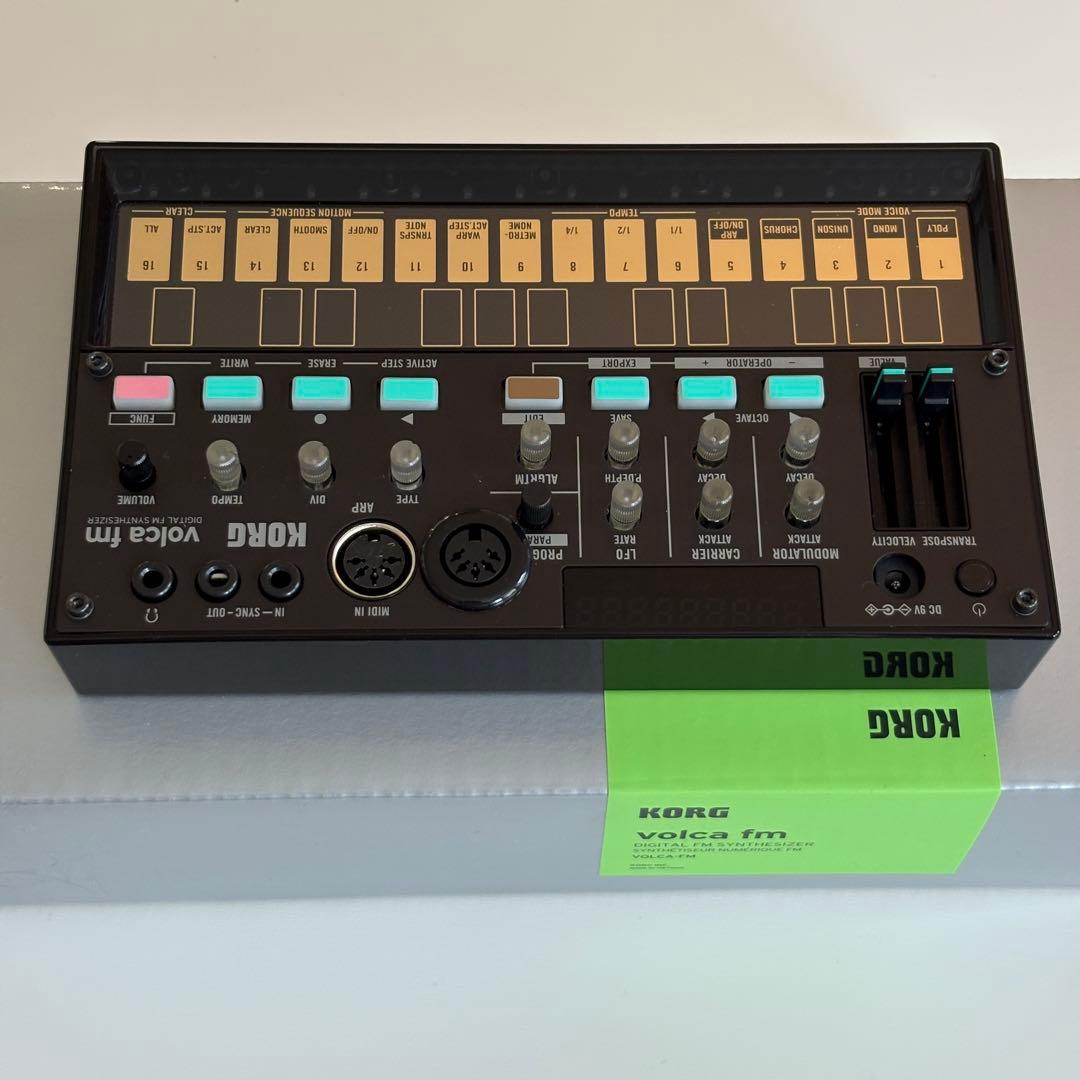 DC 9V
MIDI IN
IN — SYNC - OUT
TRANSPOSE VELOCITY
MODULATOR
ATTACK
DECAY
CARRIER
ATTACK
DECAY
LFO
RATE
P.DEPTH
PROG
PARA
ALGRTM
ARP
TYPE
DIV
TEMPO
VOLUME
KORG
volca fm
DIGITAL FM SYNTHESIZER
VALUE
OCTAVE
SAVE
EDIT
MEMORY
FUNC
- OPERATOR +
EXPORT
ACTIVE STEP
ERASE
WRITE
1
POLY
2
MONO
3
UNISON
4
CHORUS
5
ARP
ON/OFF
6
1/1
7
1/2
8
1/4
9
METRO-
NOME
10
WARP
ACT.STEP
11
TRNSPS
NOTE
12
ON/OFF
13
SMOOTH
14
CLEAR
15
ACT.STP
16
ALL
VOICE MODE
TEMPO
MOTION SEQUENCE
CLEAR
KORG
KORG
KORG
volca fm
DIGITAL FM SYNTHESIZER
SYNTHÉTISEUR NUMÉRIQUE FM
VOLCA-FM